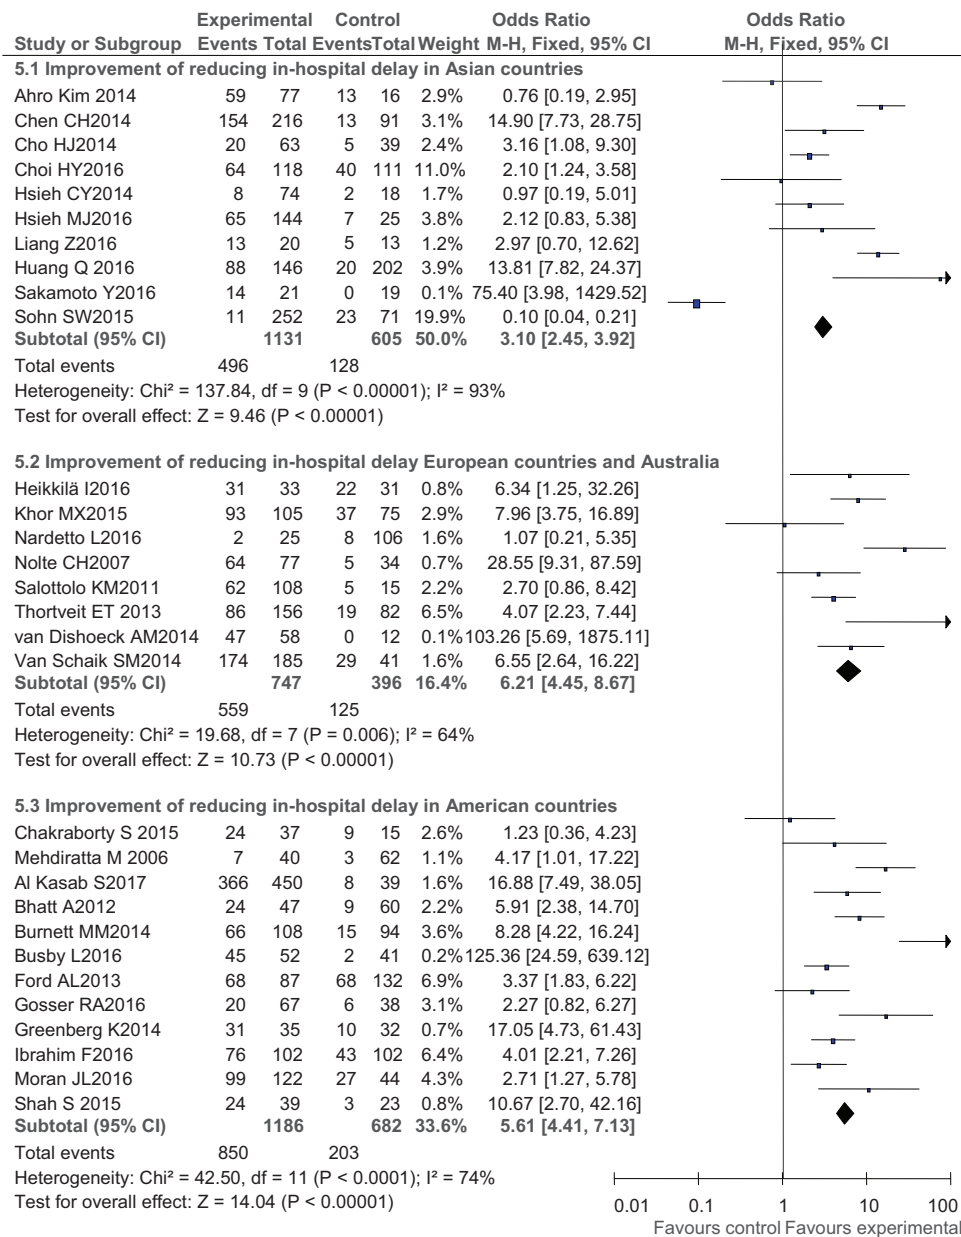 Experimental Control Odds Ratio Odds Ratio
Study or Subgroup Events Total Events Total Weight M-H, Fixed, 95% CI M-H, Fixed, 95% CI
5.1 Improvement of reducing in-hospital delay in Asian countries
Ahro Kim 2014 59 77 13 16 2.9% 0.76 [0.19, 2.95]
Chen CH2014 154 216 13 91 3.1% 14.90 [7.73, 28.75]
Cho HJ2014 20 63 5 39 2.4% 3.16 [1.08, 9.30]
Choi HY2016 64 118 40 111 11.0% 2.10 [1.24, 3.58]
Hsieh CY2014 8 74 2 18 1.7% 0.97 [0.19, 5.01]
Hsieh MJ2016 65 144 7 25 3.8% 2.12 [0.83, 5.38]
Liang Z2016 13 20 5 13 1.2% 2.97 [0.70, 12.62]
Huang Q 2016 88 146 20 202 3.9% 13.81 [7.82, 24.37]
Sakamoto Y2016 14 21 0 19 0.1% 75.40 [3.98, 1429.52]
Sohn SW2015 11 252 23 71 19.9% 0.10 [0.04, 0.21]
Subtotal (95% CI) 1131 605 50.0% 3.10 [2.45, 3.92]
Total events 496 128
Heterogeneity: Chi² = 137.84, df = 9 (P < 0.00001); I² = 93%
Test for overall effect: Z = 9.46 (P < 0.00001)
5.2 Improvement of reducing in-hospital delay European countries and Australia
Heikkilä I2016 31 33 22 31 0.8% 6.34 [1.25, 32.26]
Khor MX2015 93 105 37 75 2.9% 7.96 [3.75, 16.89]
Nardetto L2016 2 25 8 106 1.6% 1.07 [0.21, 5.35]
Nolte CH2007 64 77 5 34 0.7% 28.55 [9.31, 87.59]
Salottolo KM2011 62 108 5 15 2.2% 2.70 [0.86, 8.42]
Thortveit ET 2013 86 156 19 82 6.5% 4.07 [2.23, 7.44]
van Dishoeck AM2014 47 58 0 12 0.1% 103.26 [5.69, 1875.11]
Van Schaik SM2014 174 185 29 41 1.6% 6.55 [2.64, 16.22]
Subtotal (95% CI) 747 396 16.4% 6.21 [4.45, 8.67]
Total events 559 125
Heterogeneity: Chi² = 19.68, df = 7 (P = 0.006); I² = 64%
Test for overall effect: Z = 10.73 (P < 0.00001)
5.3 Improvement of reducing in-hospital delay in American countries
Chakraborty S 2015 24 37 9 15 2.6% 1.23 [0.36, 4.23]
Mehdiratta M 2006 7 40 3 62 1.1% 4.17 [1.01, 17.22]
Al Kasab S2017 366 450 8 39 1.6% 16.88 [7.49, 38.05]
Bhatt A2012 24 47 9 60 2.2% 5.91 [2.38, 14.70]
Burnett MM2014 66 108 15 94 3.6% 8.28 [4.22, 16.24]
Busby L2016 45 52 2 41 0.2% 125.36 [24.59, 639.12]
Ford AL2013 68 87 68 132 6.9% 3.37 [1.83, 6.22]
Gosser RA2016 20 67 6 38 3.1% 2.27 [0.82, 6.27]
Greenberg K2014 31 35 10 32 0.7% 17.05 [4.73, 61.43]
Ibrahim F2016 76 102 43 102 6.4% 4.01 [2.21, 7.26]
Moran JL2016 99 122 27 44 4.3% 2.71 [1.27, 5.78]
Shah S 2015 24 39 3 23 0.8% 10.67 [2.70, 42.16]
Subtotal (95% CI) 1186 682 33.6% 5.61 [4.41, 7.13]
Total events 850 203
Heterogeneity: Chi² = 42.50, df = 11 (P < 0.0001); I² = 74%
Test for overall effect: Z = 14.04 (P < 0.00001)
0.01 0.1 1 10 100
Favours control Favours experimental